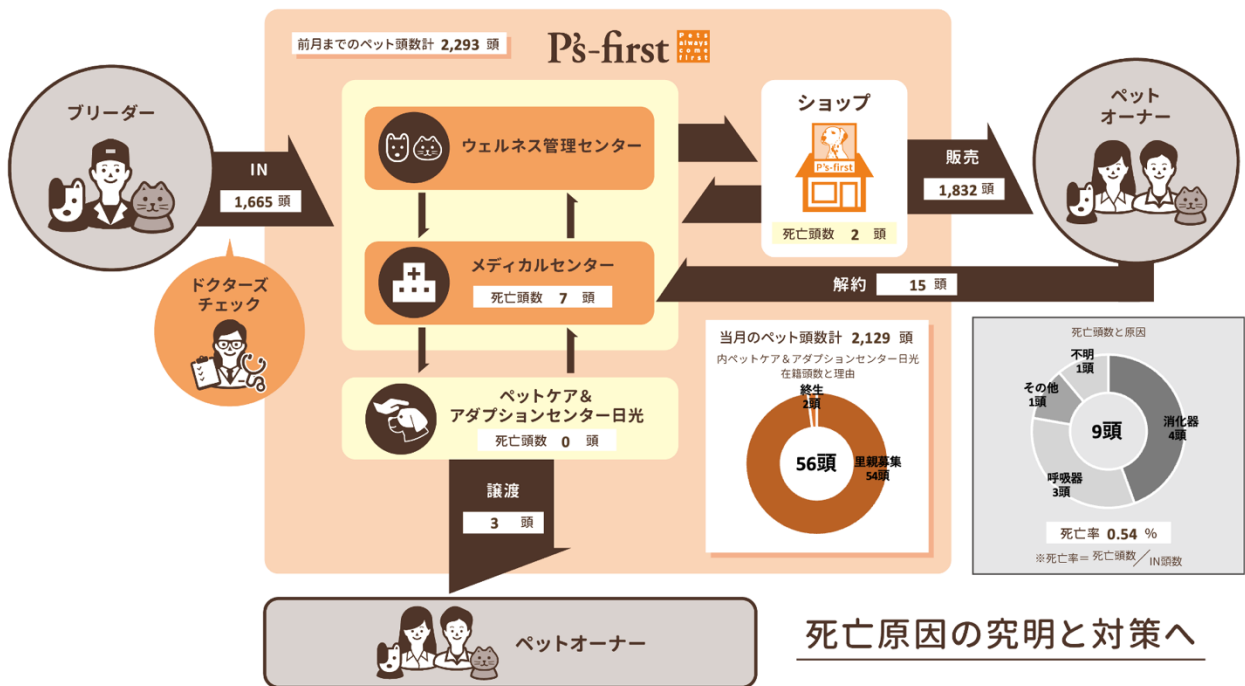 前月までのペット頭数計 2,293 頭
P's-first
Pets
always
come
first
ブリーダー
IN
1,665 頭
ドクターズ
チェック
ウェルネス管理センター
メディカルセンター
死亡頭数 7 頭
ペットケア＆
アダプションセンター日光
死亡頭数 0 頭
ショップ
P's-first
死亡頭数 2 頭
販売
1,832 頭
ペット
オーナー
解約 15 頭
譲渡
3 頭
当月のペット頭数計 2,129 頭
内ペットケア＆アダプションセンター日光
在籍頭数と理由
終生
2頭
56頭
里親募集
54頭
死亡頭数と原因
不明
1頭
その他
1頭
9頭
消化器
4頭
呼吸器
3頭
死亡率 0.54 %
※死亡率＝死亡頭数／IN頭数
ペットオーナー
死亡原因の究明と対策へ